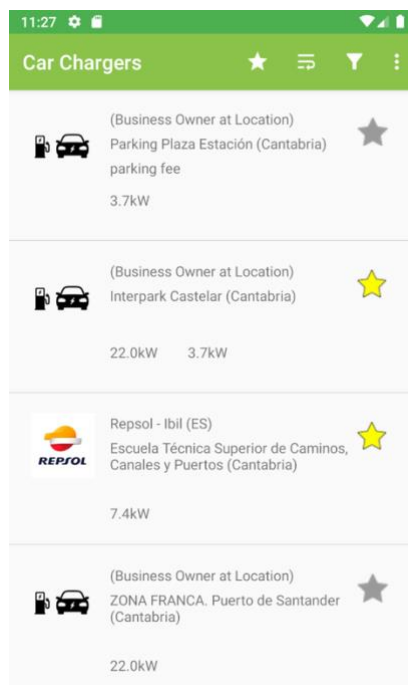 11:27
Car Chargers
(Business Owner at Location)
Parking Plaza Estación (Cantabria)
parking fee
3.7kW
(Business Owner at Location)
Interpark Castelar (Cantabria)
22.0kW 3.7kW
REPSOL
Repsol - Ibil (ES)
Escuela Técnica Superior de Caminos,
Canales y Puertos (Cantabria)
7.4kW
(Business Owner at Location)
ZONA FRANCA. Puerto de Santander
(Cantabria)
22.0kW